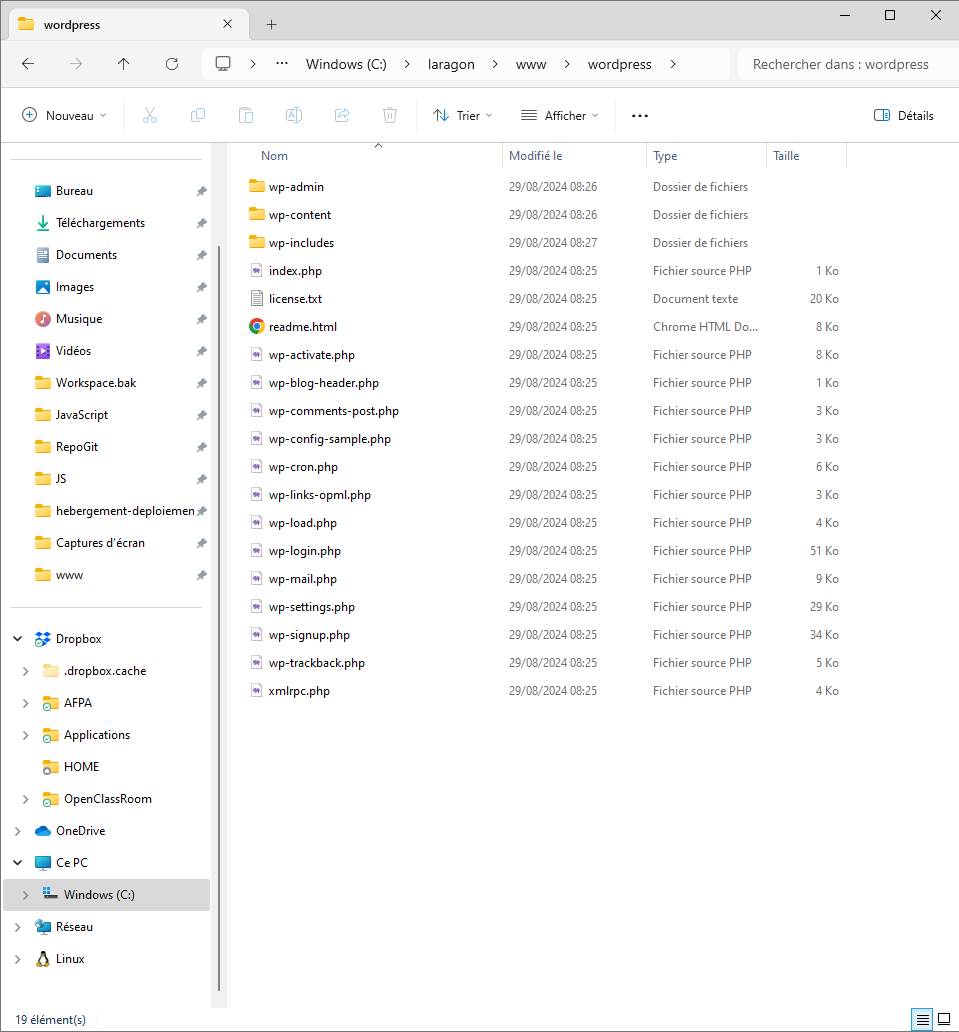 wordpress
Windows (C:) laragon www wordpress
Rechercher dans : wordpress
Nouveau Trier Afficher Détails
Nom Modifié le Type Taille
wp-admin 29/08/2024 08:26 Dossier de fichiers
wp-content 29/08/2024 08:26 Dossier de fichiers
wp-includes 29/08/2024 08:27 Dossier de fichiers
index.php 29/08/2024 08:25 Fichier source PHP 1 Ko
license.txt 29/08/2024 08:25 Document texte 20 Ko
readme.html 29/08/2024 08:25 Chrome HTML Do... 8 Ko
wp-activate.php 29/08/2024 08:25 Fichier source PHP 8 Ko
wp-blog-header.php 29/08/2024 08:25 Fichier source PHP 1 Ko
wp-comments-post.php 29/08/2024 08:25 Fichier source PHP 3 Ko
wp-config-sample.php 29/08/2024 08:25 Fichier source PHP 3 Ko
wp-cron.php 29/08/2024 08:25 Fichier source PHP 6 Ko
wp-links-opml.php 29/08/2024 08:25 Fichier source PHP 3 Ko
wp-load.php 29/08/2024 08:25 Fichier source PHP 4 Ko
wp-login.php 29/08/2024 08:25 Fichier source PHP 51 Ko
wp-mail.php 29/08/2024 08:25 Fichier source PHP 9 Ko
wp-settings.php 29/08/2024 08:25 Fichier source PHP 29 Ko
wp-signup.php 29/08/2024 08:25 Fichier source PHP 34 Ko
wp-trackback.php 29/08/2024 08:25 Fichier source PHP 5 Ko
xmlrpc.php 29/08/2024 08:25 Fichier source PHP 4 Ko
Bureau
Téléchargements
Documents
Images
Musique
Vidéos
Workspace.bak
JavaScript
RepoGit
JS
hebergement-deploiemen
Captures d'écran
www
Dropbox
.dropbox.cache
AFPA
Applications
HOME
OpenClassRoom
OneDrive
Ce PC
Windows (C:)
Réseau
Linux
19 élément(s)